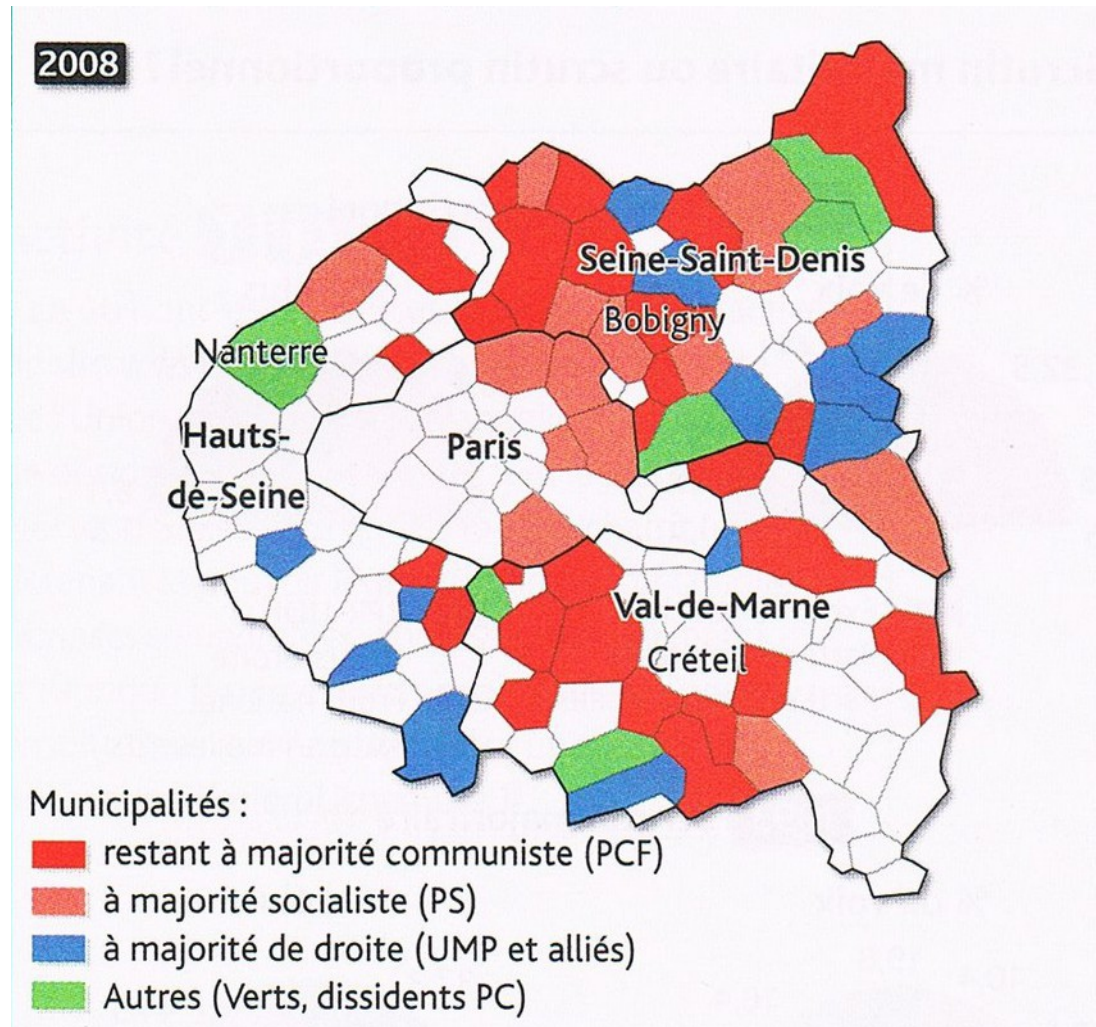 2008
Seine-Saint-Denis
Bobigny
Nanterre
Hauts-
de-Seine
Paris
Val-de-Marne
Créteil
Municipalités :
restant à majorité communiste (PCF)
à majorité socialiste (PS)
à majorité de droite (UMP et alliés)
Autres (Verts, dissidents PC)